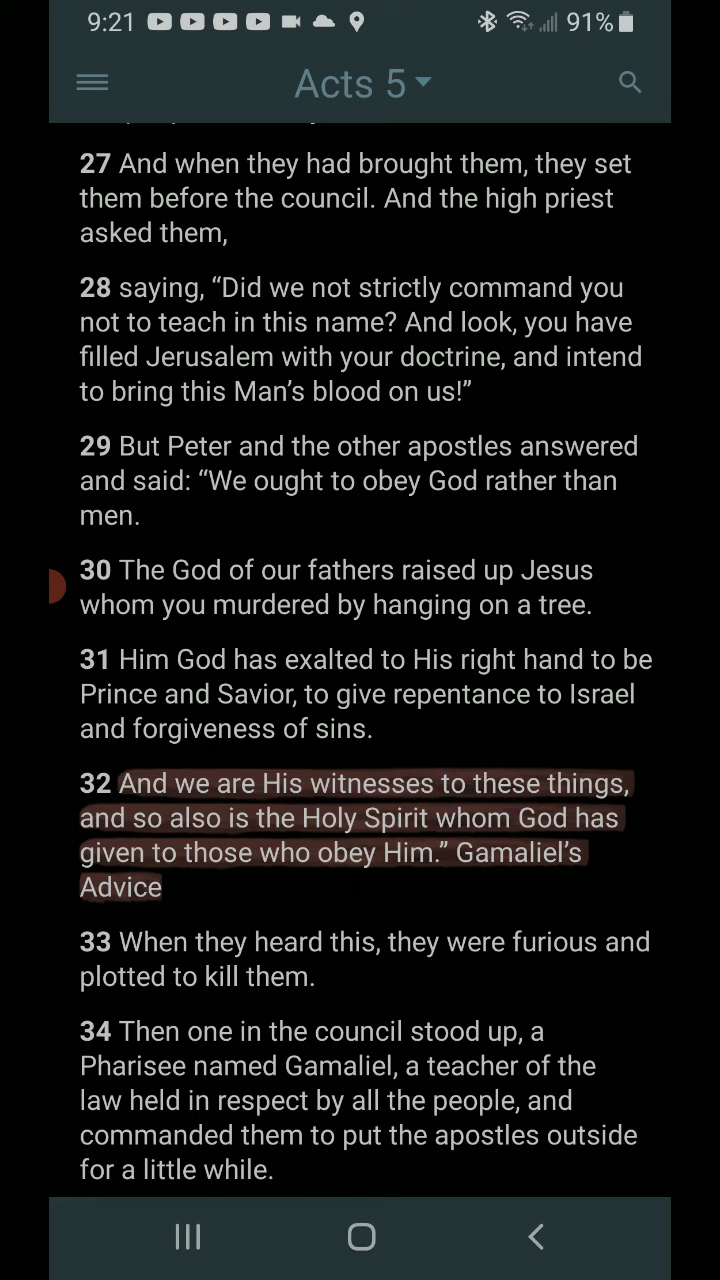 9:21
91%
Acts 5
27 And when they had brought them, they set
them before the council. And the high priest
asked them,
28 saying, “Did we not strictly command you
not to teach in this name? And look, you have
filled Jerusalem with your doctrine, and intend
to bring this Man’s blood on us!”
29 But Peter and the other apostles answered
and said: “We ought to obey God rather than
men.
30 The God of our fathers raised up Jesus
whom you murdered by hanging on a tree.
31 Him God has exalted to His right hand to be
Prince and Savior, to give repentance to Israel
and forgiveness of sins.
32 And we are His witnesses to these things,
and so also is the Holy Spirit whom God has
given to those who obey Him.” Gamaliel’s
Advice
33 When they heard this, they were furious and
plotted to kill them.
34 Then one in the council stood up, a
Pharisee named Gamaliel, a teacher of the
law held in respect by all the people, and
commanded them to put the apostles outside
for a little while.